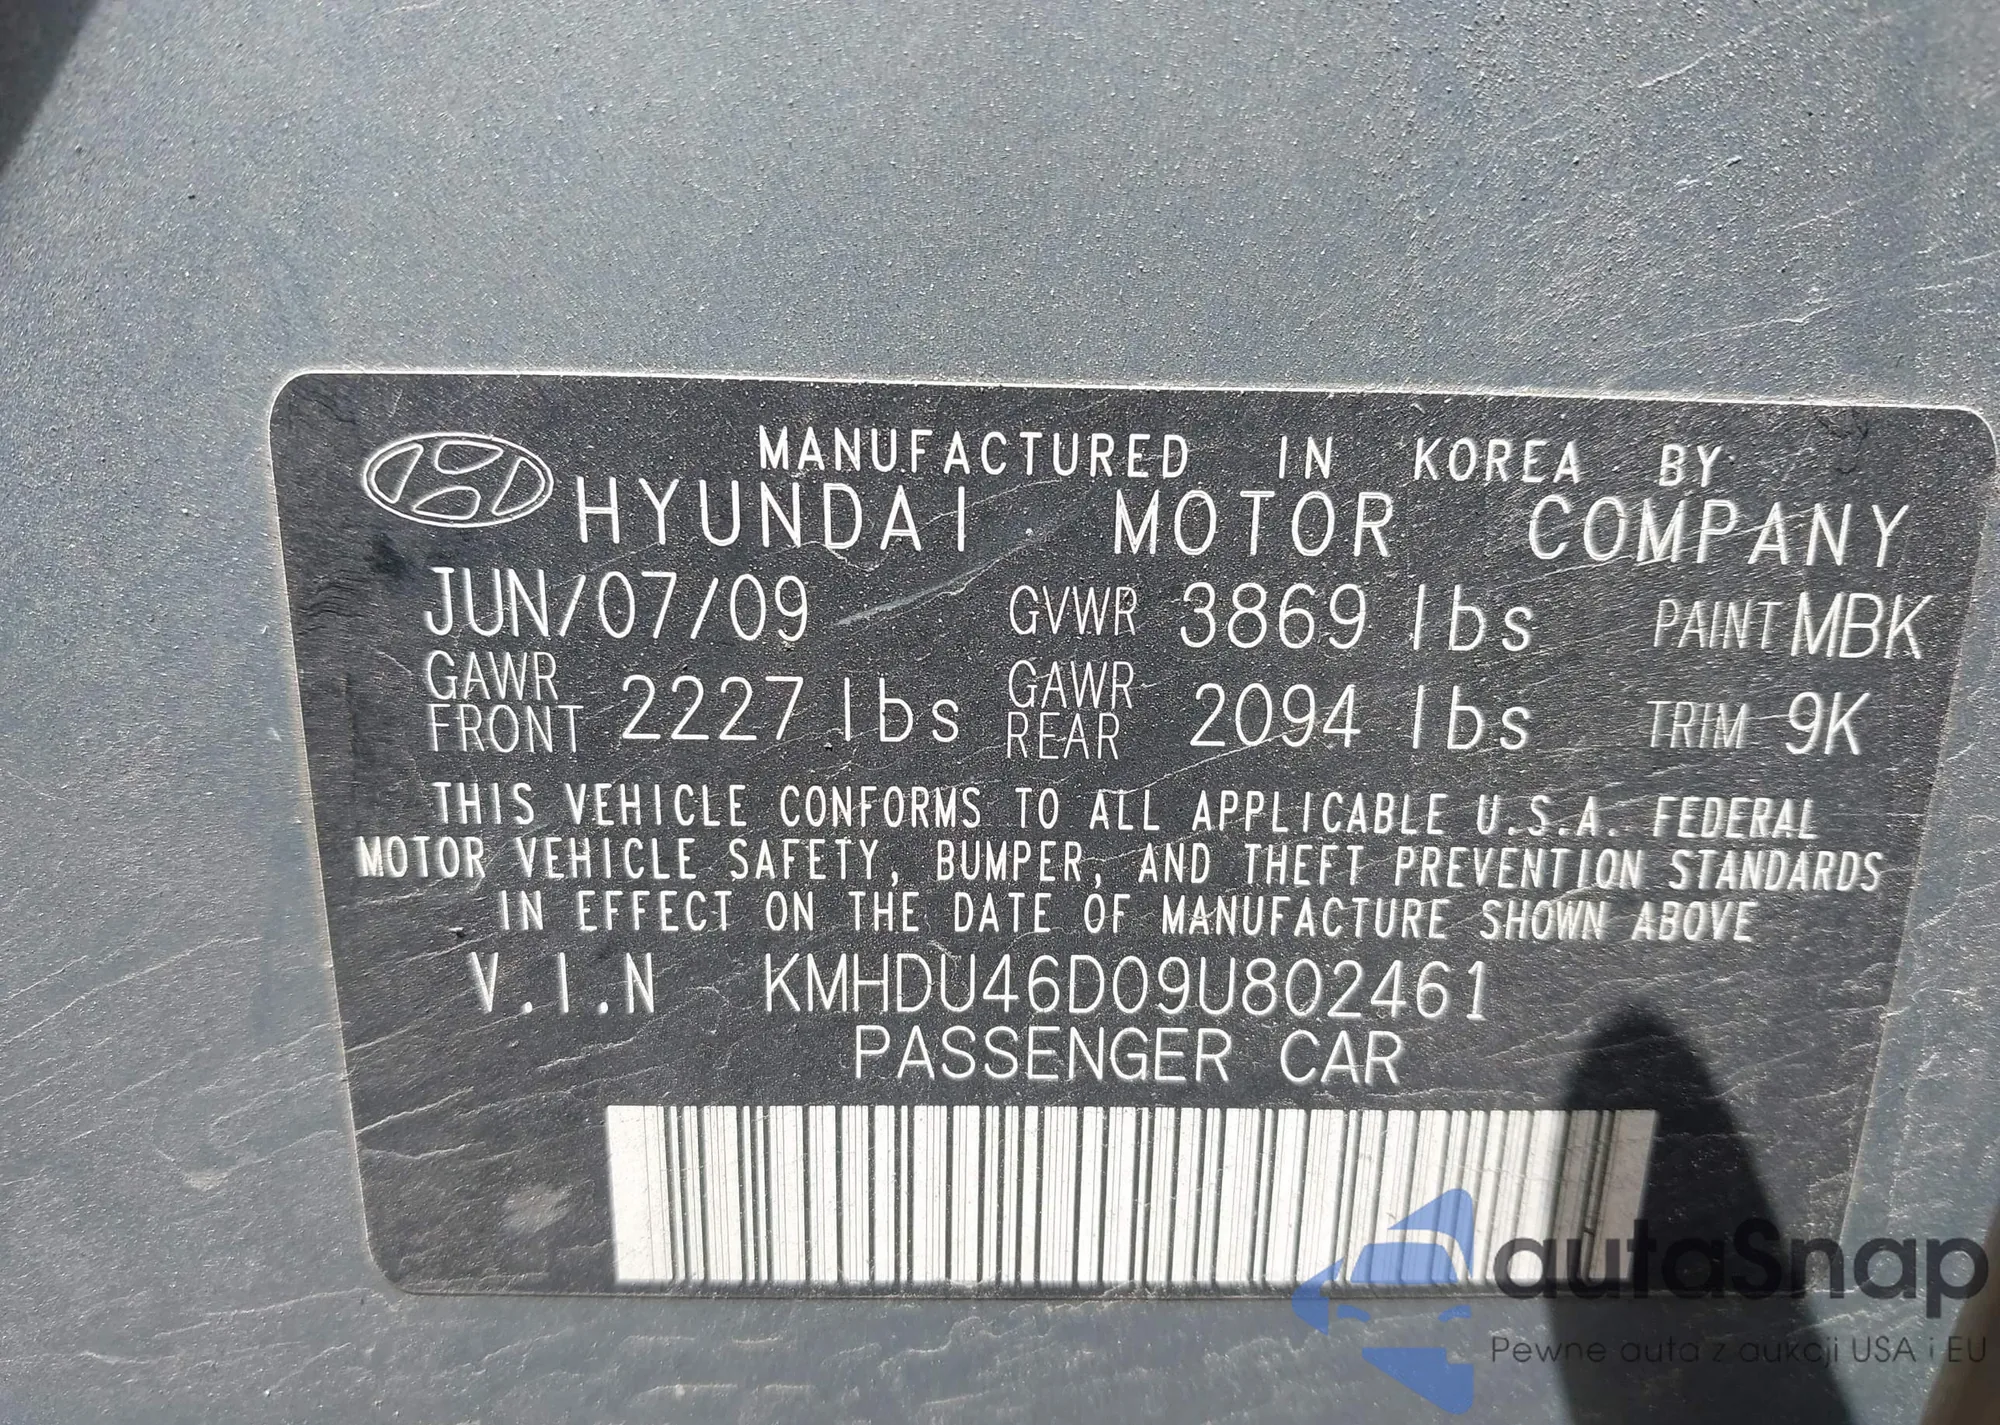 MANUFACTURED IN KOREA BY
HYUNDAI MOTOR COMPANY
JUN/07/09 GVWR 3869 lbs PAINT MBK
GAWR FRONT 2227 lbs GAWR REAR 2094 lbs TRIM 9K
THIS VEHICLE CONFORMS TO ALL APPLICABLE U.S.A. FEDERAL
MOTOR VEHICLE SAFETY, BUMPER, AND THEFT PREVENTION STANDARDS
IN EFFECT ON THE DATE OF MANUFACTURE SHOWN ABOVE
V.I.N KMHDU46D09U802461
PASSENGER CAR
autaSnap
Pewne auta z aukcji USA i EU